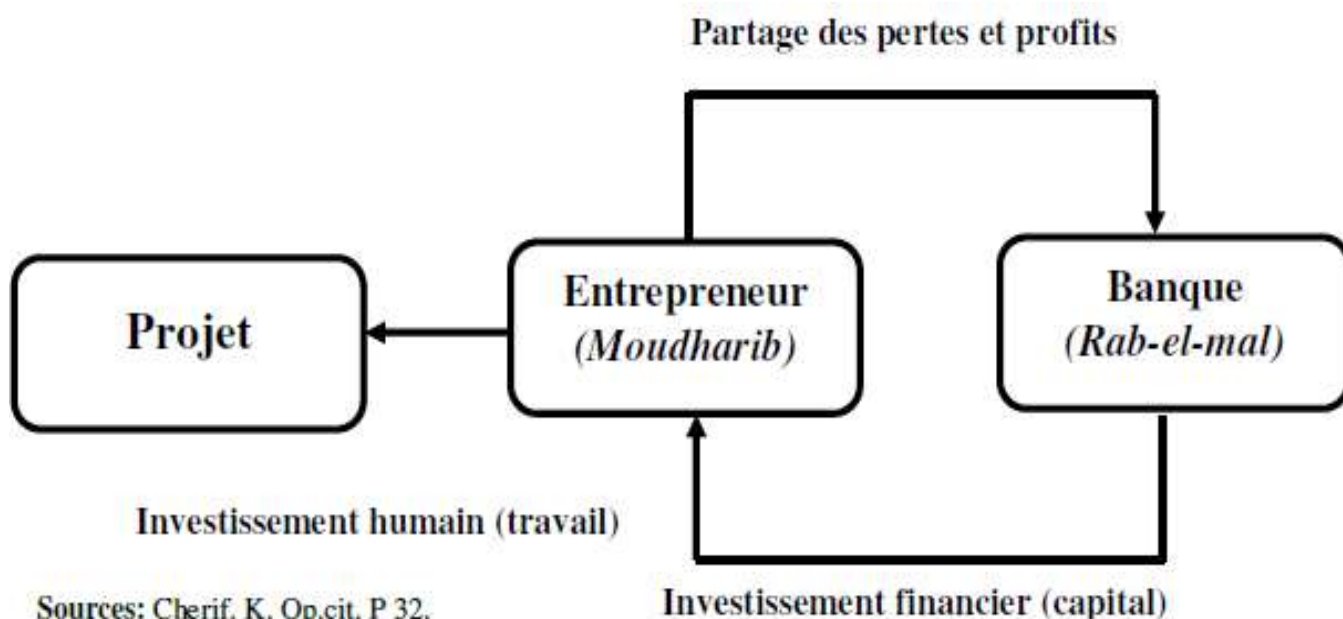 Partage des pertes et profits
Projet
Entrepreneur
(Moudharib)
Banque
(Rab-el-mal)
Investissement humain (travail)
Investissement financier (capital)
Sources: Cherif, K, Op,cit, P 32,